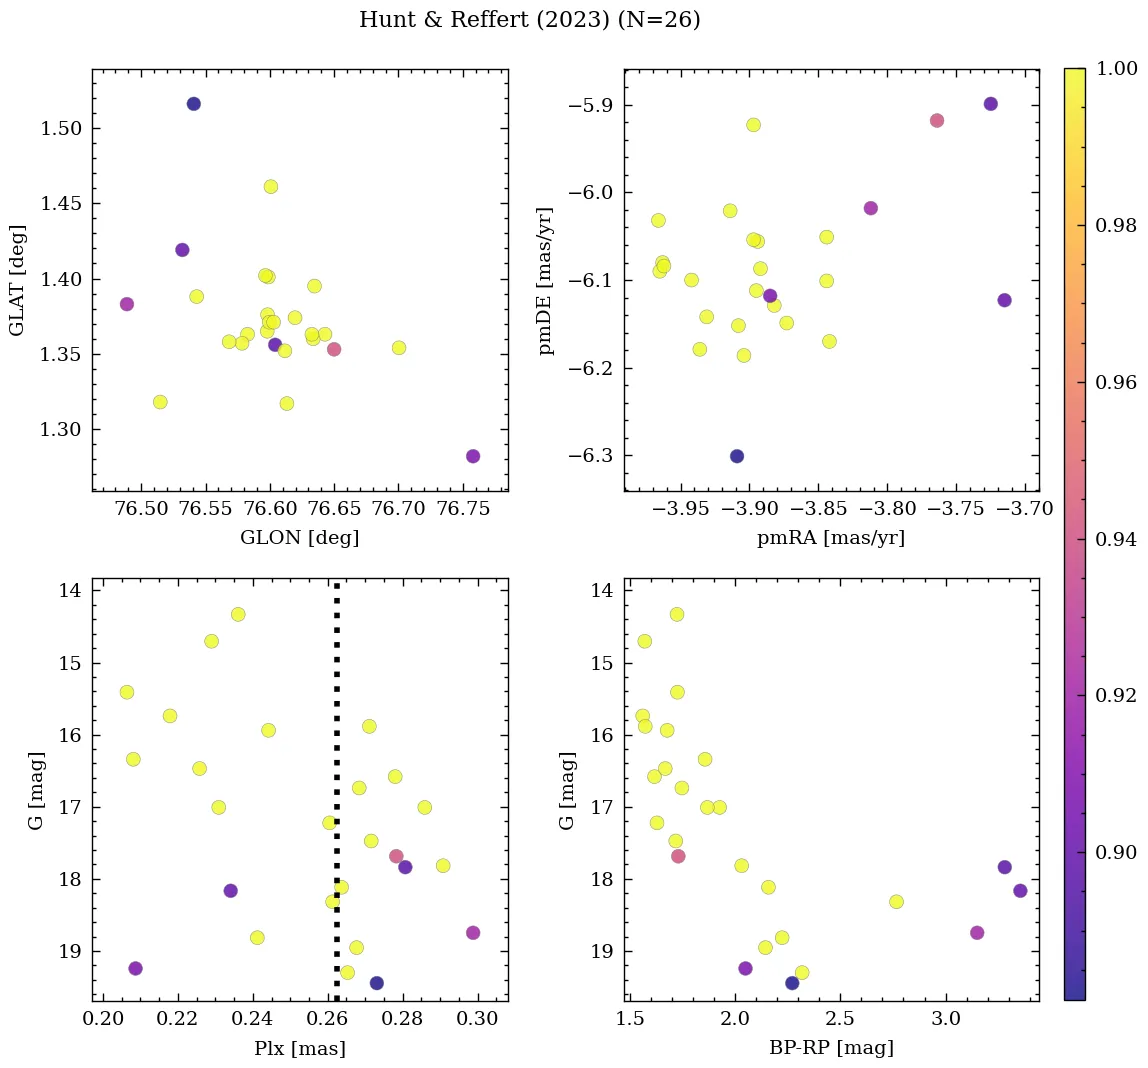 Hunt & Reffert (2023) (N=26)
1.50
1.45
1.40
1.35
1.30
GLAT [deg]
76.50 76.55 76.60 76.65 76.70 76.75
GLON [deg]
−5.9
−6.0
−6.1
−6.2
−6.3
pmDE [mas/yr]
−3.95 −3.90 −3.85 −3.80 −3.75 −3.70
pmRA [mas/yr]
14
15
16
17
18
19
G [mag]
0.20 0.22 0.24 0.26 0.28 0.30
Plx [mas]
14
15
16
17
18
19
G [mag]
1.5 2.0 2.5 3.0
BP-RP [mag]
1.00
0.98
0.96
0.94
0.92
0.90